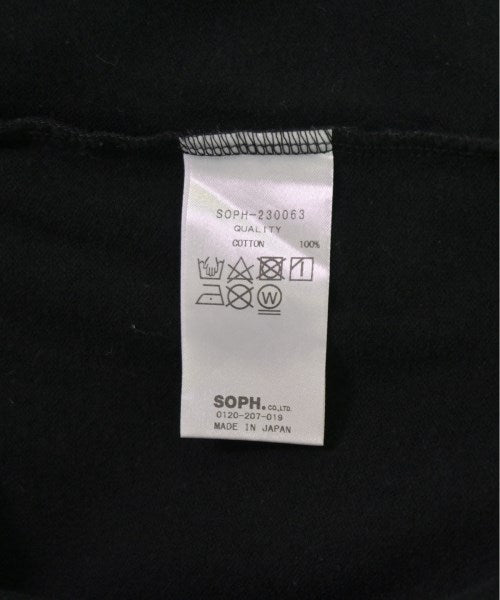 SOPH-230063
QUALITY
COTTON 100%
W
SOPH. CO.,LTD.
0120-207-019
MADE IN JAPAN